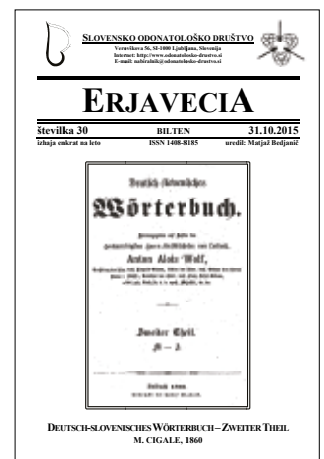 SLOVENSKO ODONATOLOŠKO DRUŠTVO
Verovškova 56, SI-1000 Ljubljana, Slovenija
Internet: http://www.odonatolosko-drustvo.si
E-mail: nabiralnik@odonatolosko-drustvo.si
ERJAVECIA
številka 30 BILTEN 31.10.2015
izhaja enkrat na leto ISSN 1408-8185 uredil: Matjaž Bedjanič
Deutsch-slovenisches
Wörterbuch.
Anton Alois Wolf,
Zweiter Theil.
DEUTSCH-SLOVENISCHES WÖRTERBUCH – ZWEITER THEIL
M. CIGALE, 1860